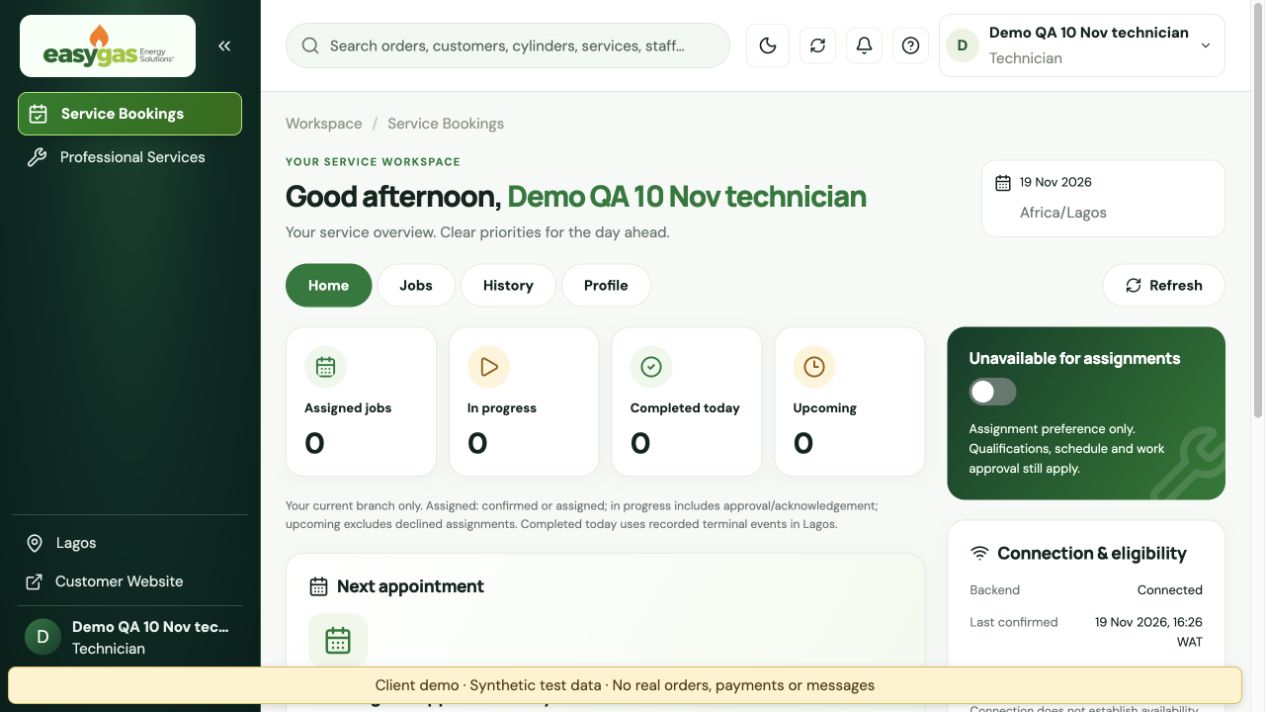 easygas Energy Solutions
Service Bookings
Professional Services
Lagos
Customer Website
D
Demo QA 10 Nov tec...
Technician
Search orders, customers, cylinders, services, staff...
D
Demo QA 10 Nov technician
Technician
Workspace / Service Bookings
YOUR SERVICE WORKSPACE
Good afternoon, Demo QA 10 Nov technician
Your service overview. Clear priorities for the day ahead.
19 Nov 2026
Africa/Lagos
Home
Jobs
History
Profile
Refresh
Assigned jobs
0
In progress
0
Completed today
0
Upcoming
0
Unavailable for assignments
Assignment preference only.
Qualifications, schedule and work
approval still apply.
Your current branch only. Assigned: confirmed or assigned; in progress includes approval/acknowledgement;
upcoming excludes declined assignments. Completed today uses recorded terminal events in Lagos.
Next appointment
Connection & eligibility
Backend Connected
Last confirmed 19 Nov 2026, 16:26
WAT
Client demo · Synthetic test data · No real orders, payments or messages
Connection does not establish availability